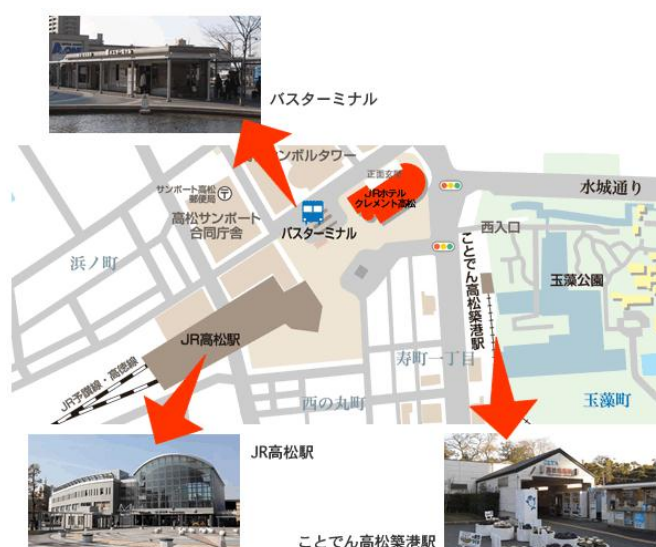 バスターミナル
ンボルタワー
正面玄関
JRホテル
クレメント高松
水城通り
サンポート高松
郵便局
高松サンポート
合同庁舎
バスターミナル
西入口
浜ノ町
ことでん高松築港駅
玉藻公園
JR高松駅
寿町一丁目
JR予讃線・高徳線
西の丸町
玉藻町
JR高松駅
ことでん高松築港駅